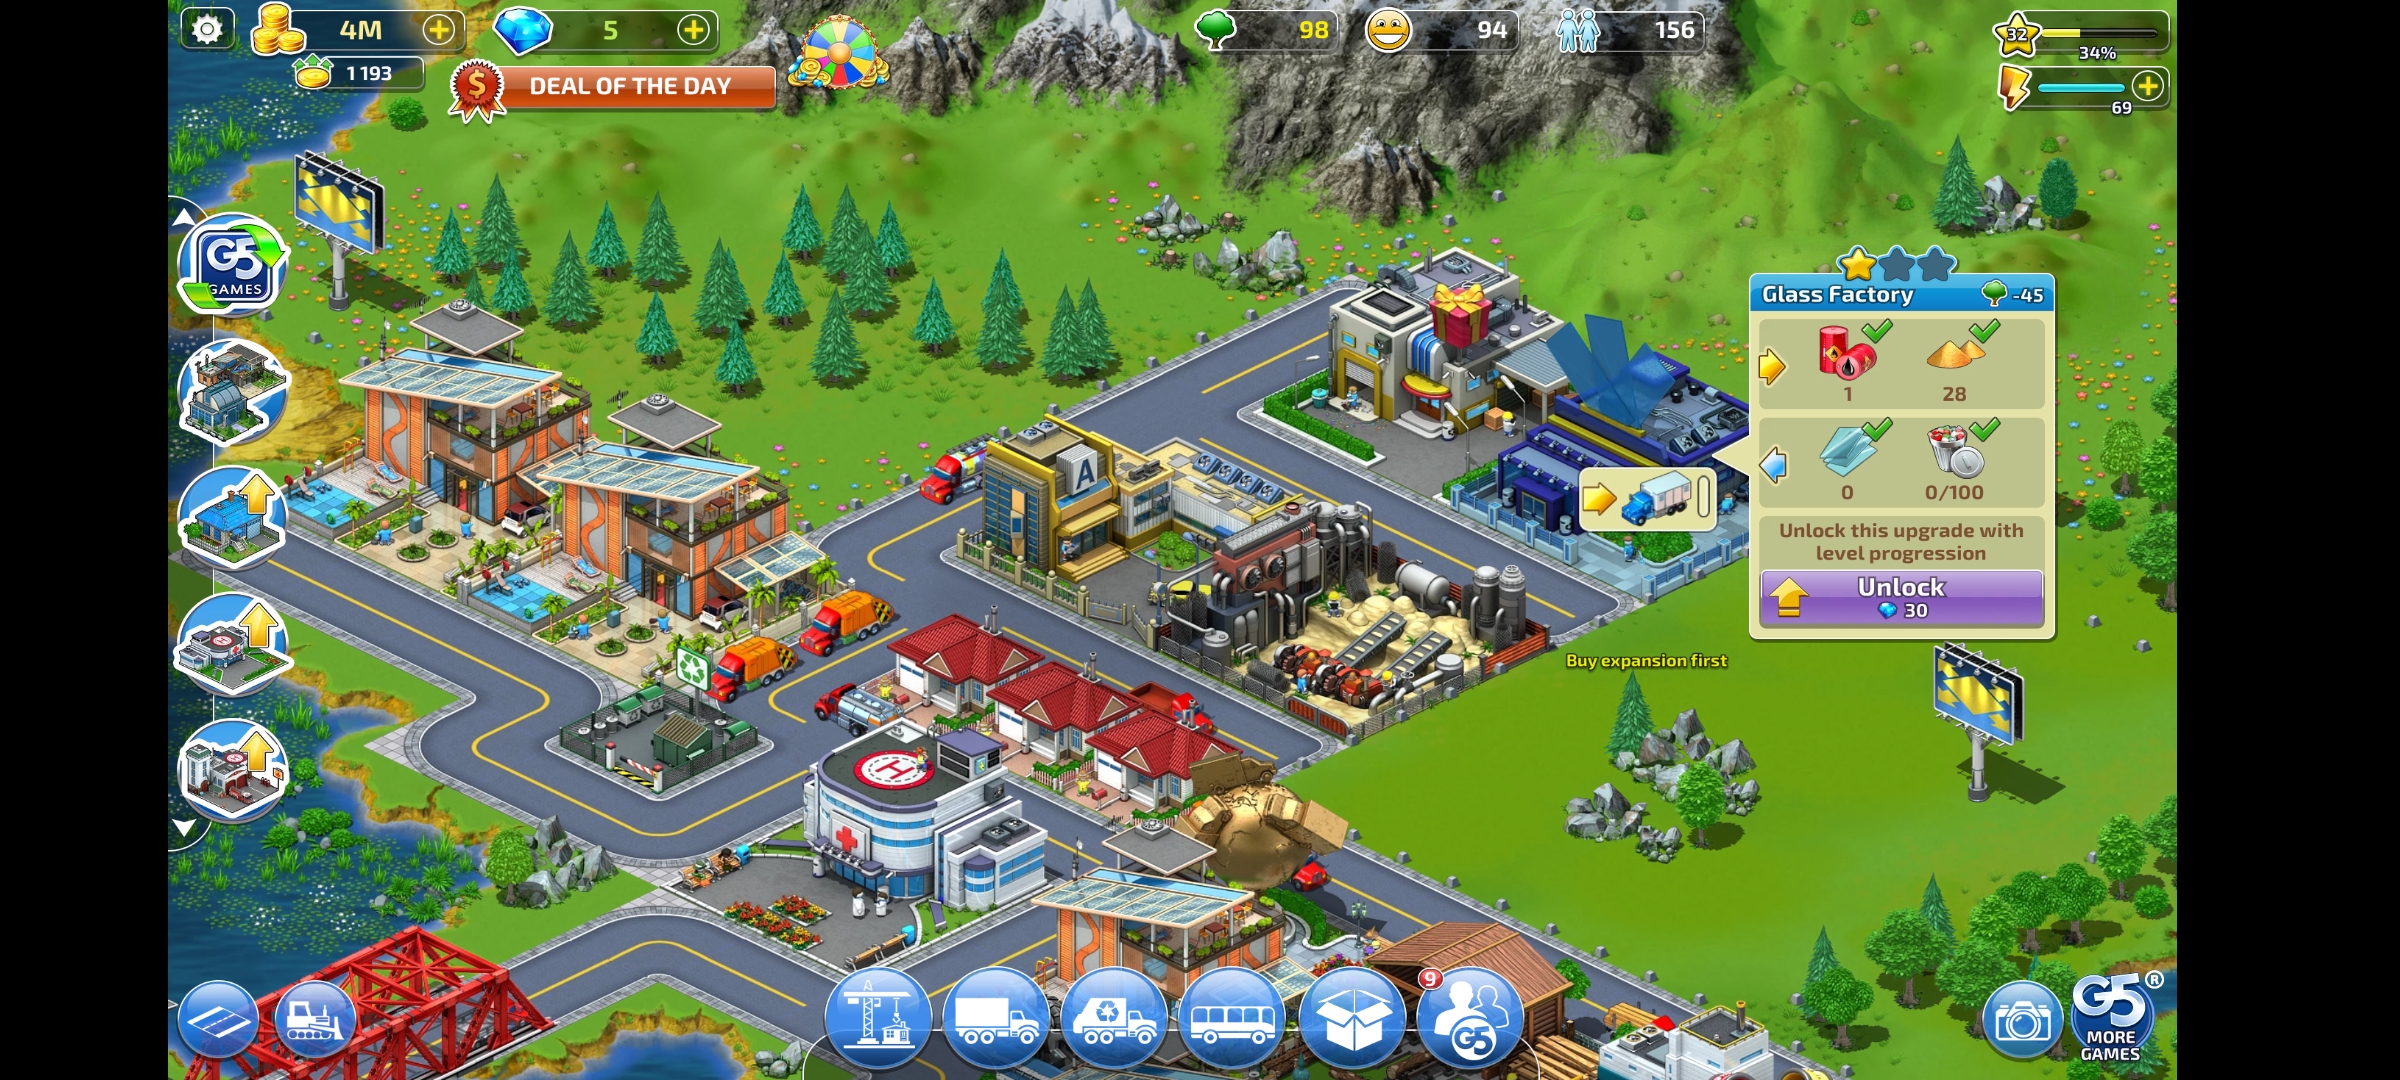 4M
5
98
94
156
32
34%
1 193
DEAL OF THE DAY
69
G5
GAMES
Glass Factory
-45
1
28
A
0
0/100
Unlock this upgrade with
level progression
Unlock
30
Buy expansion first
H
9
A
G5
G5®
MORE
GAMES